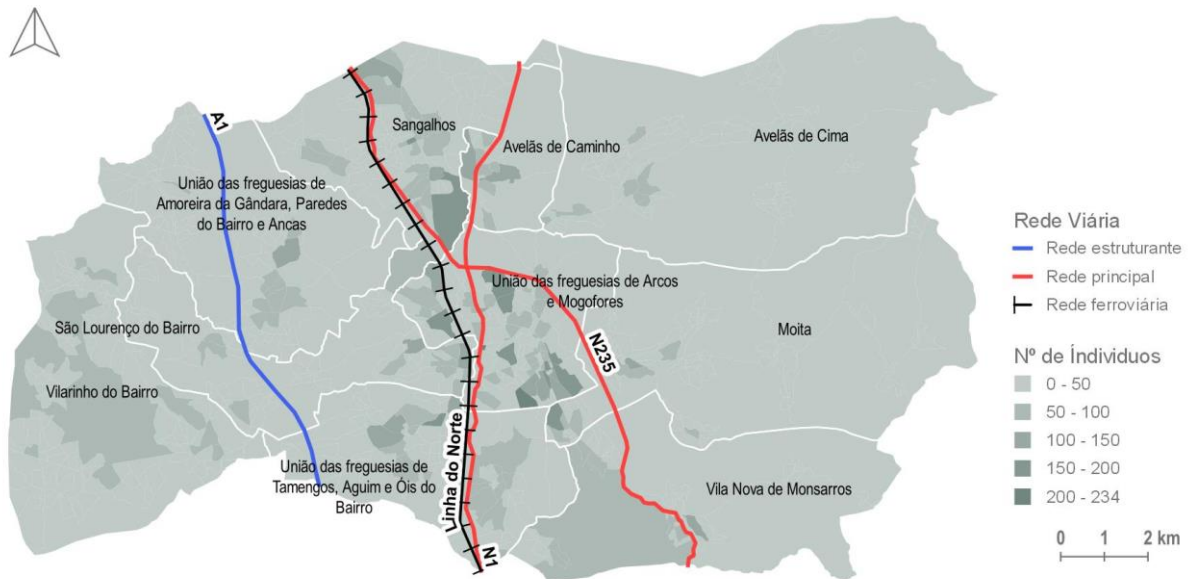 Sangalhos
Avelãs de Cima
Avelãs de Caminho
A1
União das freguesias de
Amoreira da Gândara, Paredes
do Bairro e Ancas
União das freguesias de Arcos
e Mogofores
São Lourenço do Bairro
Moita
N235
Vilarinho do Bairro
Linha do Norte
União das freguesias de
Tamengos, Aguim e Óis do
Bairro
Vila Nova de Monsarros
N1
Rede Viária
Rede estruturante
Rede principal
Rede ferroviária
Nº de Índividuos
0 - 50
50 - 100
100 - 150
150 - 200
200 - 234
0 1 2 km